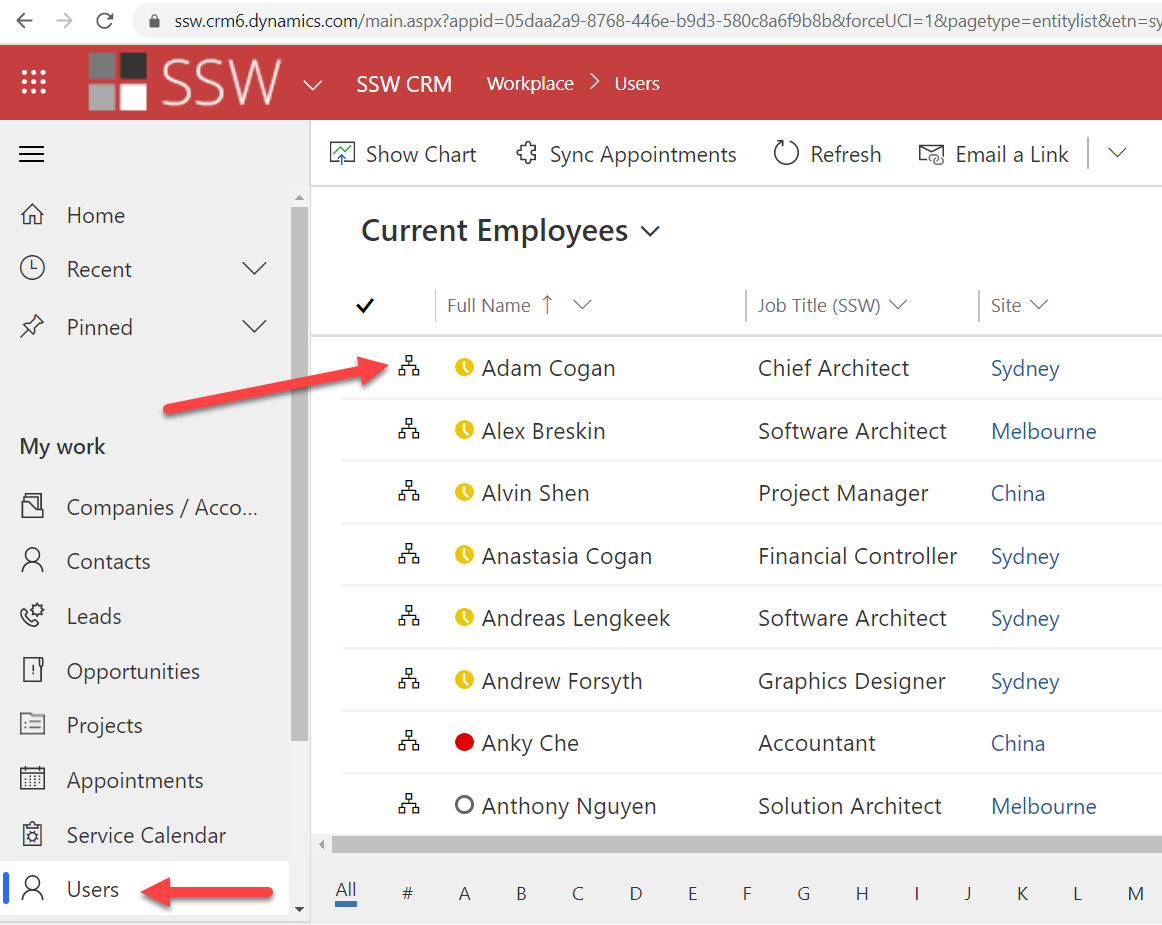 ssw.crm6.dynamics.com/main.aspx?appid=05daa2a9-8768-446e-b9d3-580c8a6f9b8b&forceUCI=1&pagetype=entitylist&etn=sy
SSW SSW CRM Workplace > Users
Show Chart Sync Appointments Refresh Email a Link
Home
Recent
Pinned
My work
Companies / Acco...
Contacts
Leads
Opportunities
Projects
Appointments
Service Calendar
Users
Current Employees
Full Name ↑ Job Title (SSW) Site
Adam Cogan Chief Architect Sydney
Alex Breskin Software Architect Melbourne
Alvin Shen Project Manager China
Anastasia Cogan Financial Controller Sydney
Andreas Lengkeek Software Architect Sydney
Andrew Forsyth Graphics Designer Sydney
Anky Che Accountant China
Anthony Nguyen Solution Architect Melbourne
All # A B C D E F G H I J K L M